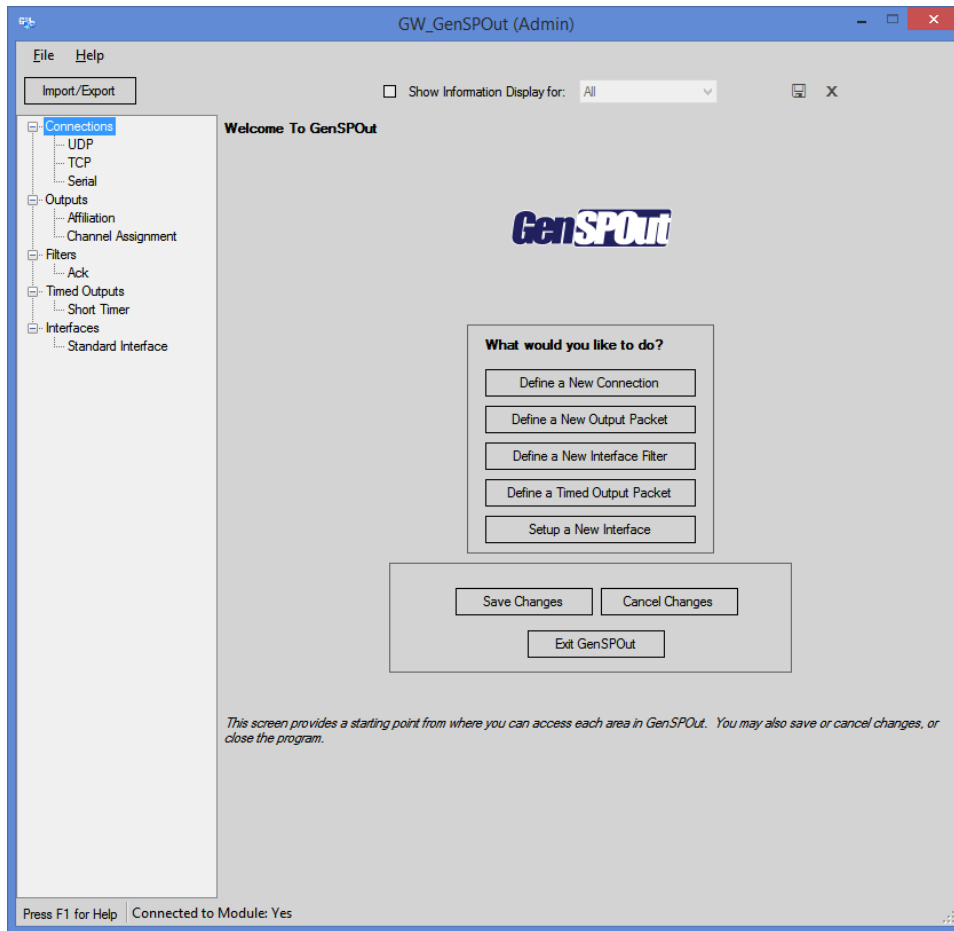 GW_GenSPOut (Admin)
File Help
Import/Export
Show Information Display for: All
X
Connections
UDP
TCP
Serial
Outputs
Affiliation
Channel Assignment
Filters
Ack
Timed Outputs
Short Timer
Interfaces
Standard Interface
Welcome To GenSPOut
GenSPOut
What would you like to do?
Define a New Connection
Define a New Output Packet
Define a New Interface Filter
Define a Timed Output Packet
Setup a New Interface
Save Changes Cancel Changes
Exit GenSPOut
This screen provides a starting point from where you can access each area in GenSPOut. You may also save or cancel changes, or
close the program.
Press F1 for Help Connected to Module: Yes